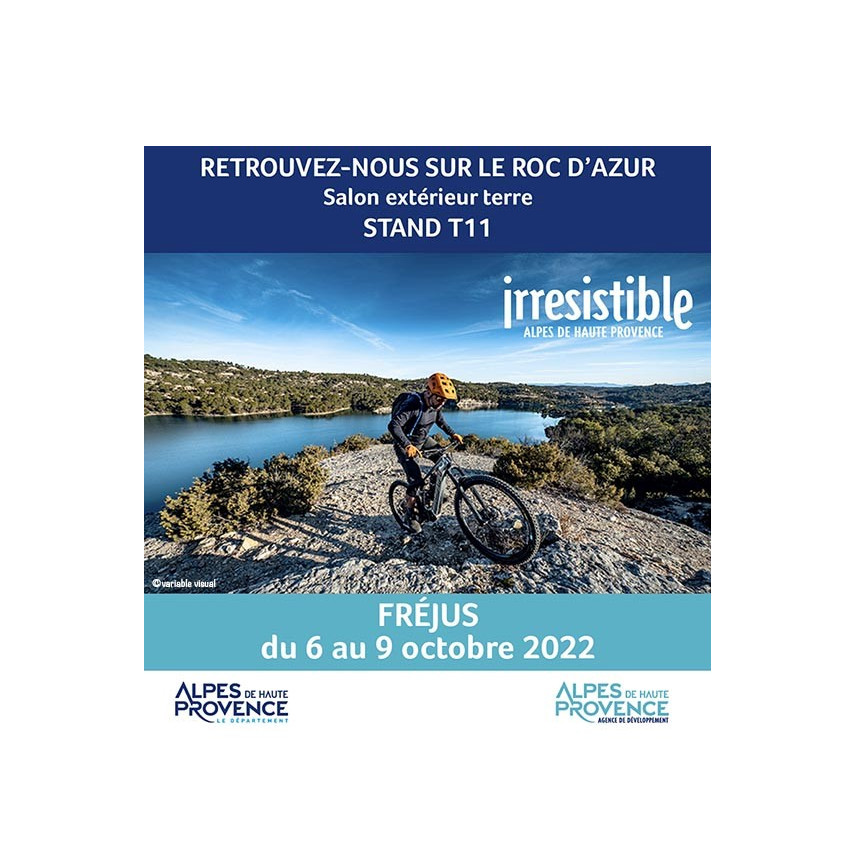 RETROUVEZ-NOUS SUR LE ROC D'AZUR
Salon extérieur terre
STAND T11
irresistible
ALPES DE HAUTE PROVENCE
©variable visual
FRÉJUS
du 6 au 9 octobre 2022
ALPES DE HAUTE
PROVENCE
LE DÉPARTEMENT
ALPES DE HAUTE
PROVENCE
AGENCE DE DÉVELOPPEMENT